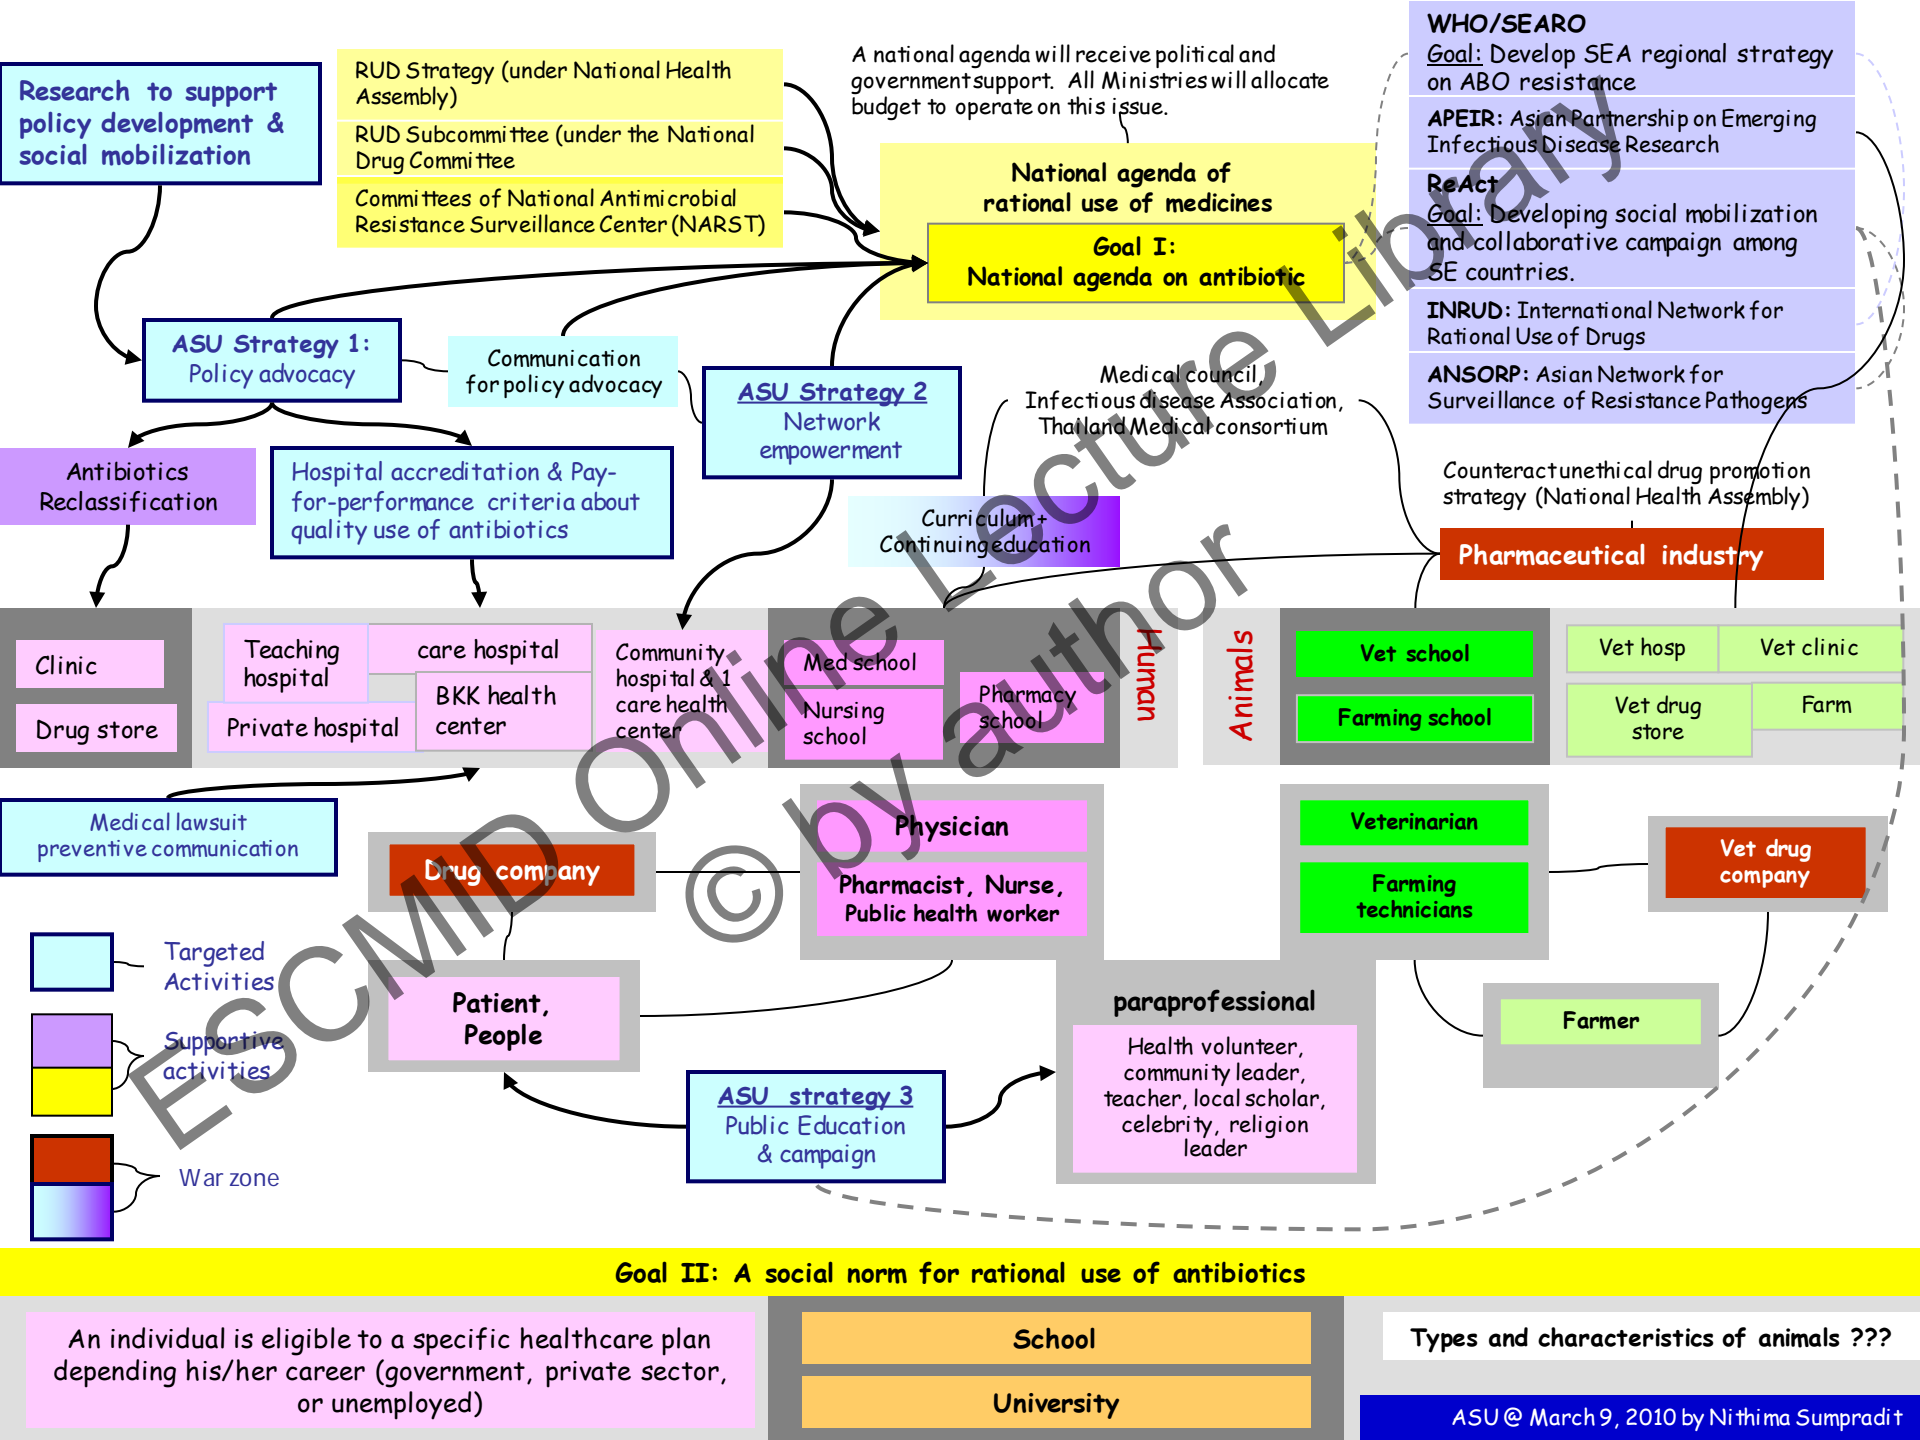 WHO/SEARO
Goal: Develop SEA regional strategy
on ABO resistance
APEIR: Asian Partnership on Emerging
Infectious Disease Research
ReAct
Goal: Developing social mobilization
and collaborative campaign among
SE countries.
INRUD: International Network for
Rational Use of Drugs
ANSORP: Asian Network for
Surveillance of Resistance Pathogens
A national agenda will receive political and
government support. All Ministries will allocate
budget to operate on this issue.
Research to support
policy development &
social mobilization
RUD Strategy (under National Health
Assembly)
RUD Subcommittee (under the National
Drug Committee
Committees of National Antimicrobial
Resistance Surveillance Center (NARST)
National agenda of
rational use of medicines
Goal I:
National agenda on antibiotic
ASU Strategy 1:
Policy advocacy
Communication
for policy advocacy
ASU Strategy 2
Network
empowerment
Medical council,
Infectious disease Association,
Thailand Medical consortium
Antibiotics
Reclassification
Hospital accreditation & Pay-
for-performance criteria about
quality use of antibiotics
Curriculum+
Continuing education
Counteract unethical drug promotion
strategy (National Health Assembly)
Pharmaceutical industry
Clinic
Drug store
Teaching
hospital
care hospital
Private hospital
BKK health
center
Community
hospital & 1
care health
center
Med school
Nursing
school
Pharmacy
school
Human
Animals
Vet school
Farming school
Vet hosp
Vet clinic
Vet drug
store
Farm
Medical lawsuit
preventive communication
Drug company
Physician
Pharmacist, Nurse,
Public health worker
Veterinarian
Farming
technicians
Vet drug
company
Targeted
Activities
Supportive
activities
War zone
Patient,
People
paraprofessional
Health volunteer,
community leader,
teacher, local scholar,
celebrity, religion
leader
Farmer
ASU strategy 3
Public Education
& campaign
Goal II: A social norm for rational use of antibiotics
An individual is eligible to a specific healthcare plan
depending his/her career (government, private sector,
or unemployed)
School
University
Types and characteristics of animals ???
ASU @ March 9, 2010 by Nithima Sumpradit
ESCMID Online Lecture Library
© by author